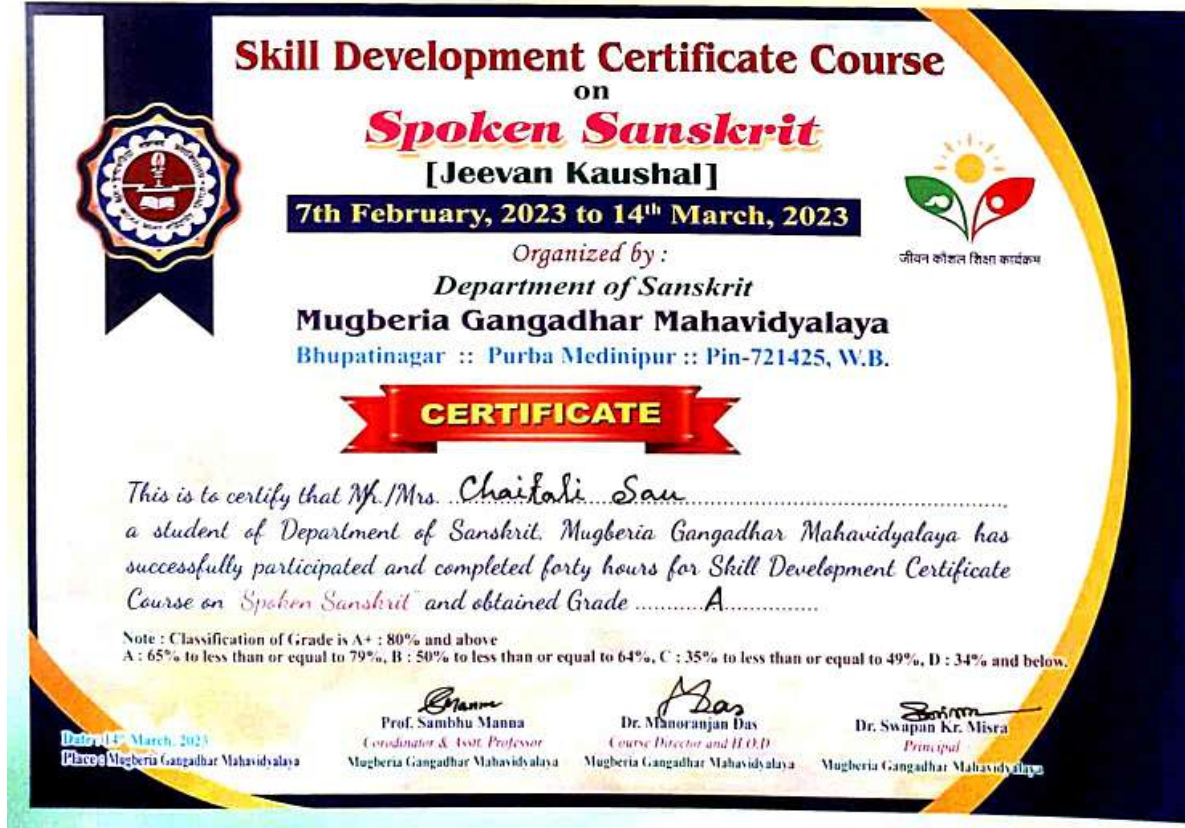 Skill Development Certificate Course
on
Spoken Sanskrit
[Jeevan Kaushal]
7th February, 2023 to 14th March, 2023
जीवन कौशल शिक्षा कार्यक्रम
Organized by :
Department of Sanskrit
Mugberia Gangadhar Mahavidyalaya
Bhupatinagar :: Purba Medinipur :: Pin-721425, W.B.
CERTIFICATE
This is to certify that Mr./Mrs. Chaitali Sau
a student of Department of Sanskrit, Mugberia Gangadhar Mahavidyalaya has
successfully participated and completed forty hours for Skill Development Certificate
Course on "Spoken Sanskrit" and obtained Grade ..........A...............
Note : Classification of Grade is A+ : 80% and above
A : 65% to less than or equal to 79%, B : 50% to less than or equal to 64%, C : 35% to less than or equal to 49%, D : 34% and below.
Prof. Sambhu Manna
Coordinator & Asst. Professor
Mugberia Gangadhar Mahavidyalaya
Dr. Manoranjan Das
Course Director and H.O.D
Mugberia Gangadhar Mahavidyalaya
Dr. Swapan Kr. Misra
Principal
Mugberia Gangadhar Mahavidyalaya
Date : 14th March, 2023
Place : Mugberia Gangadhar Mahavidyalaya